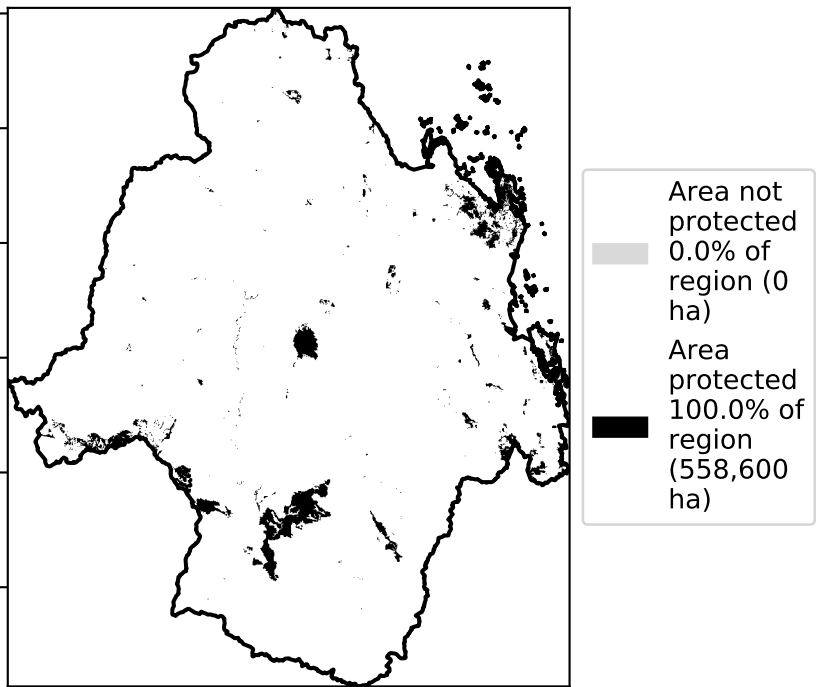 Area not
protected
0.0% of
region (0
ha)
Area
protected
100.0% of
region
(558,600
ha)